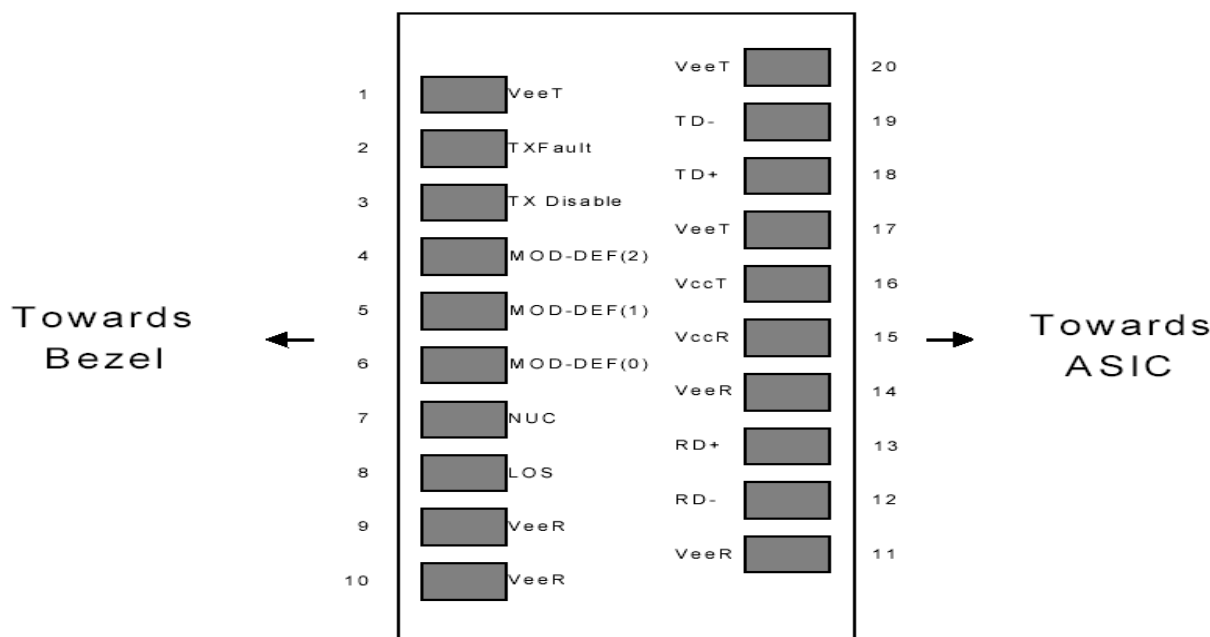 1 VeeT
2 TXFault
3 TX Disable
4 MOD-DEF(2)
5 MOD-DEF(1)
6 MOD-DEF(0)
7 NUC
8 LOS
9 VeeR
10 VeeR
VeeT 20
TD- 19
TD+ 18
VeeT 17
VccT 16
VccR 15
VeeR 14
RD+ 13
RD- 12
VeeR 11
Towards
Bezel
Towards
ASIC